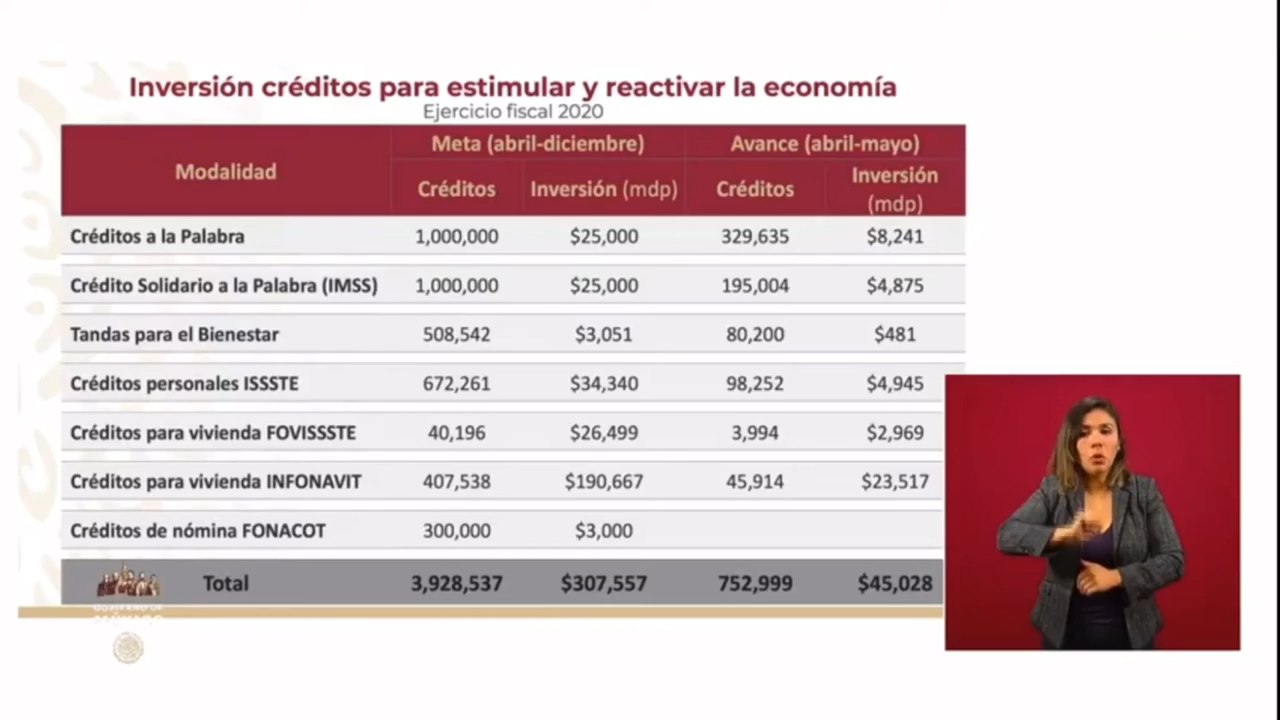 Inversión créditos para estimular y reactivar la economía
Ejercicio fiscal 2020
Modalidad Meta (abril-diciembre) Avance (abril-mayo)
Créditos Inversión (mdp) Créditos Inversión (mdp)
Créditos a la Palabra 1,000,000 $25,000 329,635 $8,241
Crédito Solidario a la Palabra (IMSS) 1,000,000 $25,000 195,004 $4,875
Tandas para el Bienestar 508,542 $3,051 80,200 $481
Créditos personales ISSSTE 672,261 $34,340 98,252 $4,945
Créditos para vivienda FOVISSSTE 40,196 $26,499 3,994 $2,969
Créditos para vivienda INFONAVIT 407,538 $190,667 45,914 $23,517
Créditos de nómina FONACOT 300,000 $3,000
Total 3,928,537 $307,557 752,999 $45,028
GOBIERNO DE
MÉXICO